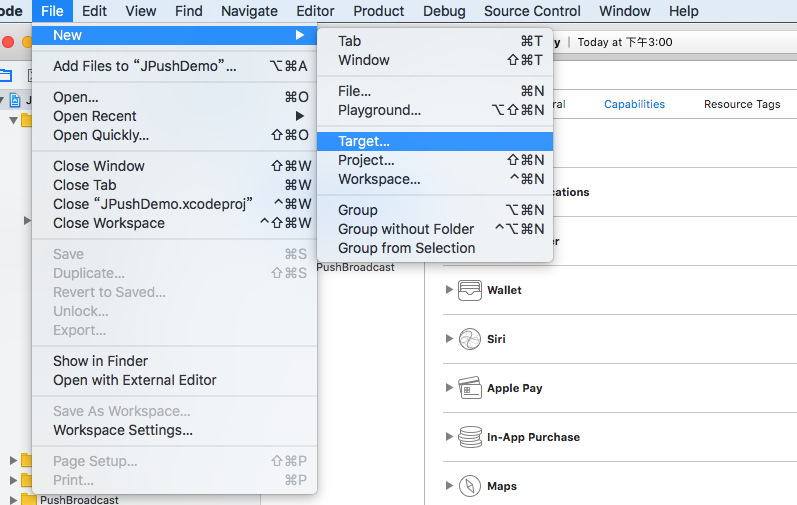 ode File Edit View Find Navigate Editor Product Debug Source Control Window Help
New
Add Files to “JPushDemo”... ⌥⌘A
Open... ⌘O
Open Recent
Open Quickly... ⇧⌘O
Close Window ⇧⌘W
Close Tab ⌘W
Close “JPushDemo.xcodeproj” ^⌘W
Close Workspace ^⇧⌘W
Save ⌘S
Duplicate... ⇧⌘S
Revert to Saved...
Unlock...
Export...
Show in Finder
Open with External Editor
Save As Workspace...
Workspace Settings...
Page Setup... ⇧⌘P
Print... ⌘P
Tab ⌘T
Window ⇧⌘T
File... ⌘N
Playground... ⌥⇧⌘N
Target...
Project... ⇧⌘N
Workspace... ^⌘N
Group ⌥⌘N
Group without Folder ^⌥⌘N
Group from Selection
y | Today at 下午3:00
ral Capabilities Resource Tags
cations
er
Wallet
Siri
Apple Pay
In-App Purchase
Maps
J
PushBroadcast
PushBroadcast